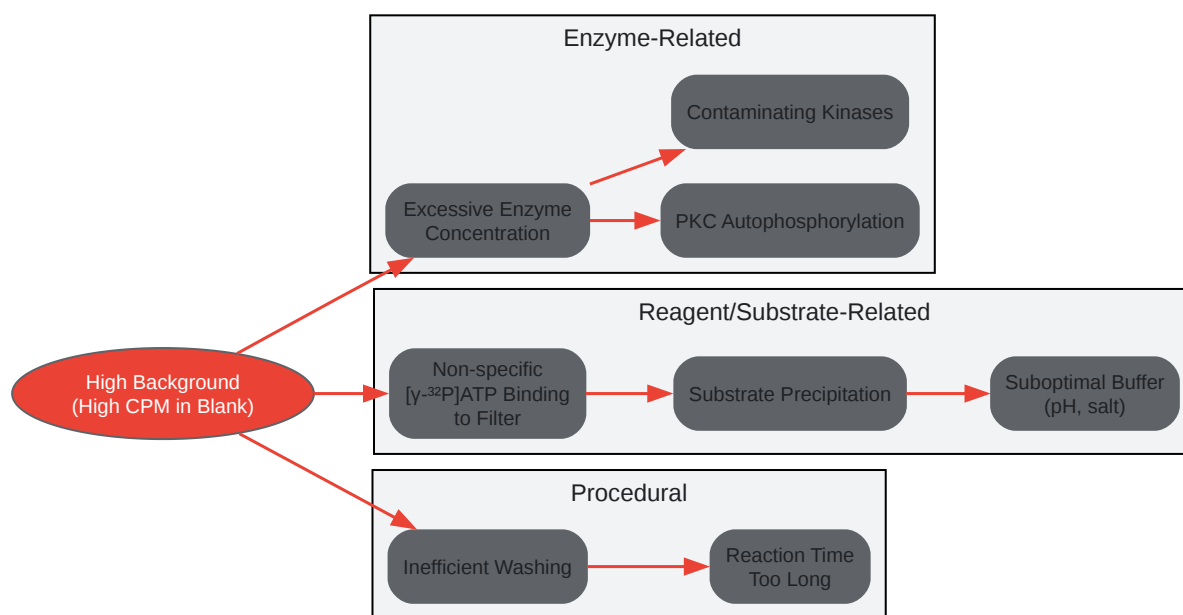 Enzyme-Related
Contaminating Kinases
Excessive Enzyme
Concentration
PKC Autophosphorylation
Reagent/Substrate-Related
High Background
(High CPM in Blank)
Non-specific
[γ-³²P]ATP Binding
to Filter
Substrate Precipitation
Suboptimal Buffer
(pH, salt)
Procedural
Inefficient Washing
Reaction Time
Too Long